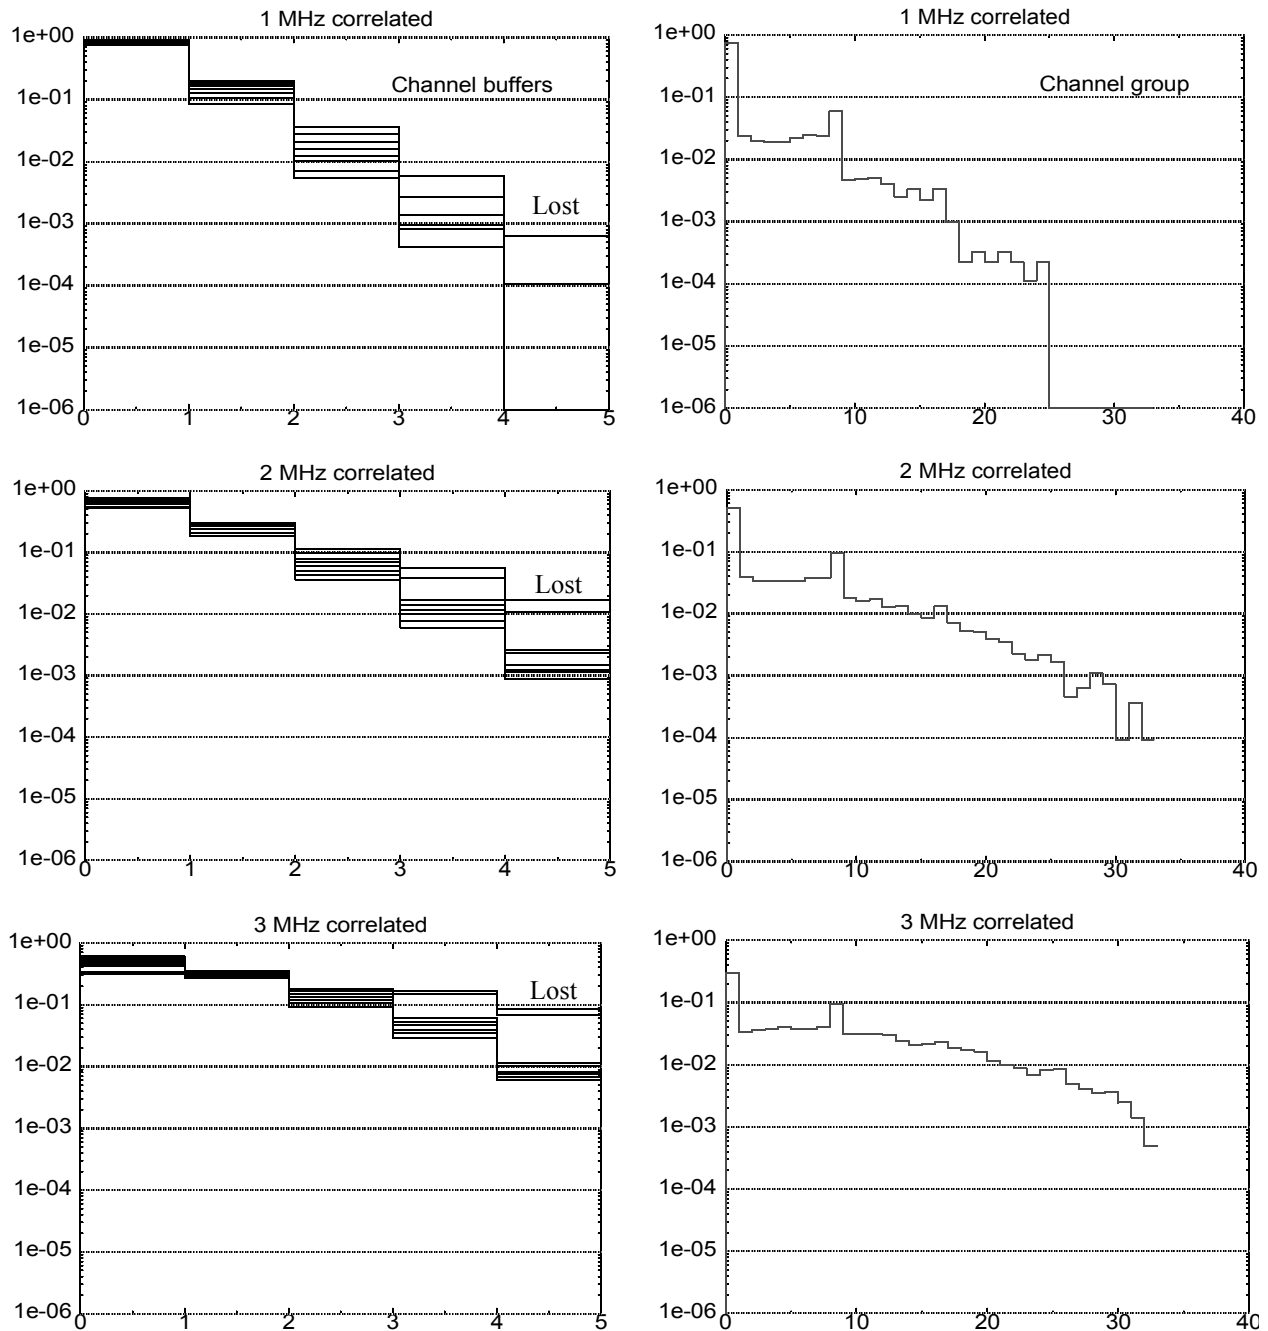 1 MHz correlated
1e+00
1e-01
1e-02
1e-03
1e-04
1e-05
1e-06
Channel buffers
Lost
0 1 2 3 4 5
1 MHz correlated
1e+00
1e-01
1e-02
1e-03
1e-04
1e-05
1e-06
Channel group
0 10 20 30 40
2 MHz correlated
1e+00
1e-01
1e-02
1e-03
1e-04
1e-05
1e-06
Lost
0 1 2 3 4 5
2 MHz correlated
1e+00
1e-01
1e-02
1e-03
1e-04
1e-05
1e-06
0 10 20 30 40
3 MHz correlated
1e+00
1e-01
1e-02
1e-03
1e-04
1e-05
1e-06
Lost
0 1 2 3 4 5
3 MHz correlated
1e+00
1e-01
1e-02
1e-03
1e-04
1e-05
1e-06
0 10 20 30 40